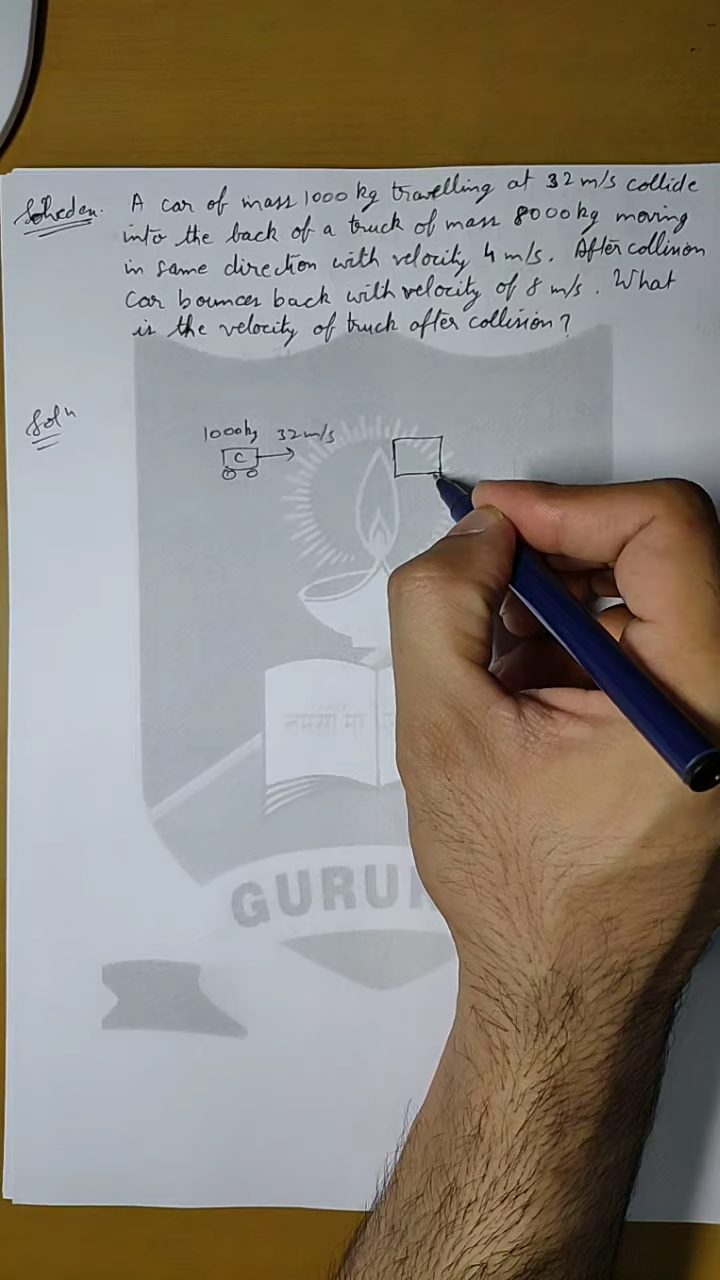 A car of mass 1000 kg travelling at 32 m/s collide
into the back of a truck of mass 8000 kg moving
in same direction with velocity 4 m/s. After collision
Car bounces back with velocity of 8 m/s. What
is the velocity of truck after collision?
Solⁿ
1000kg 32m/s
C
GURU